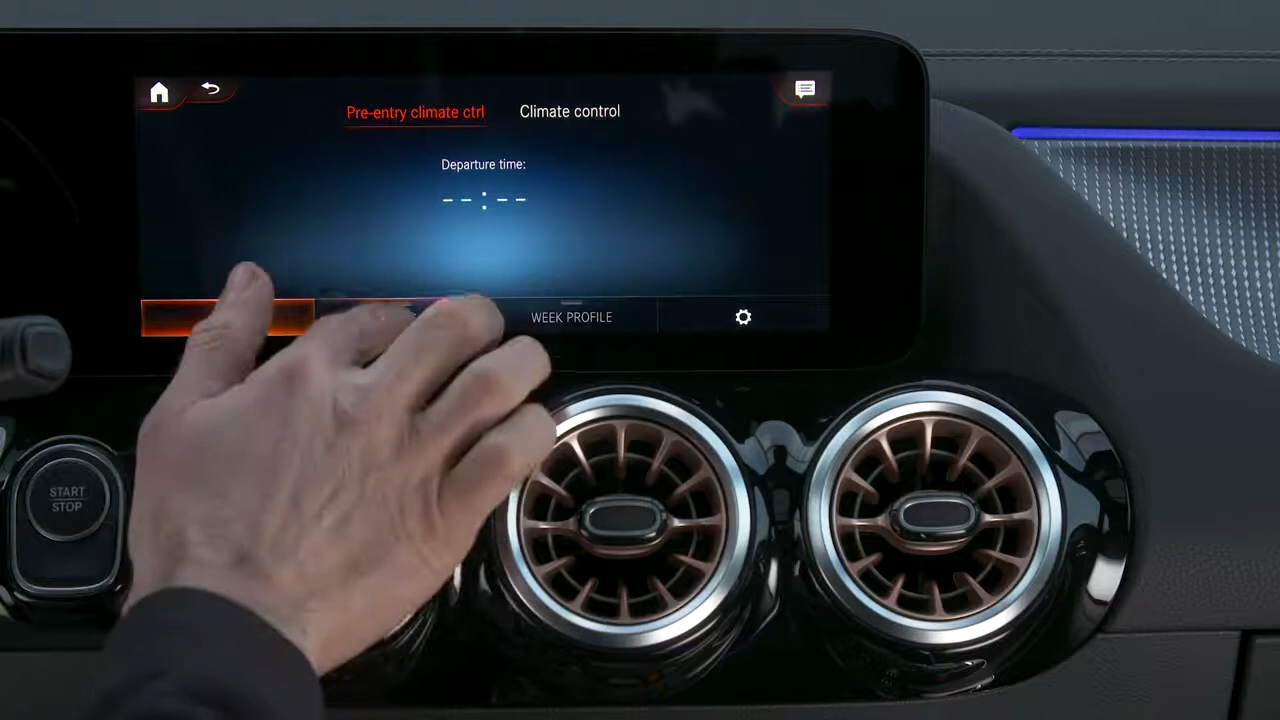 Pre-entry climate ctrl Climate control
Departure time:
--:--
WEEK PROFILE
START
STOP